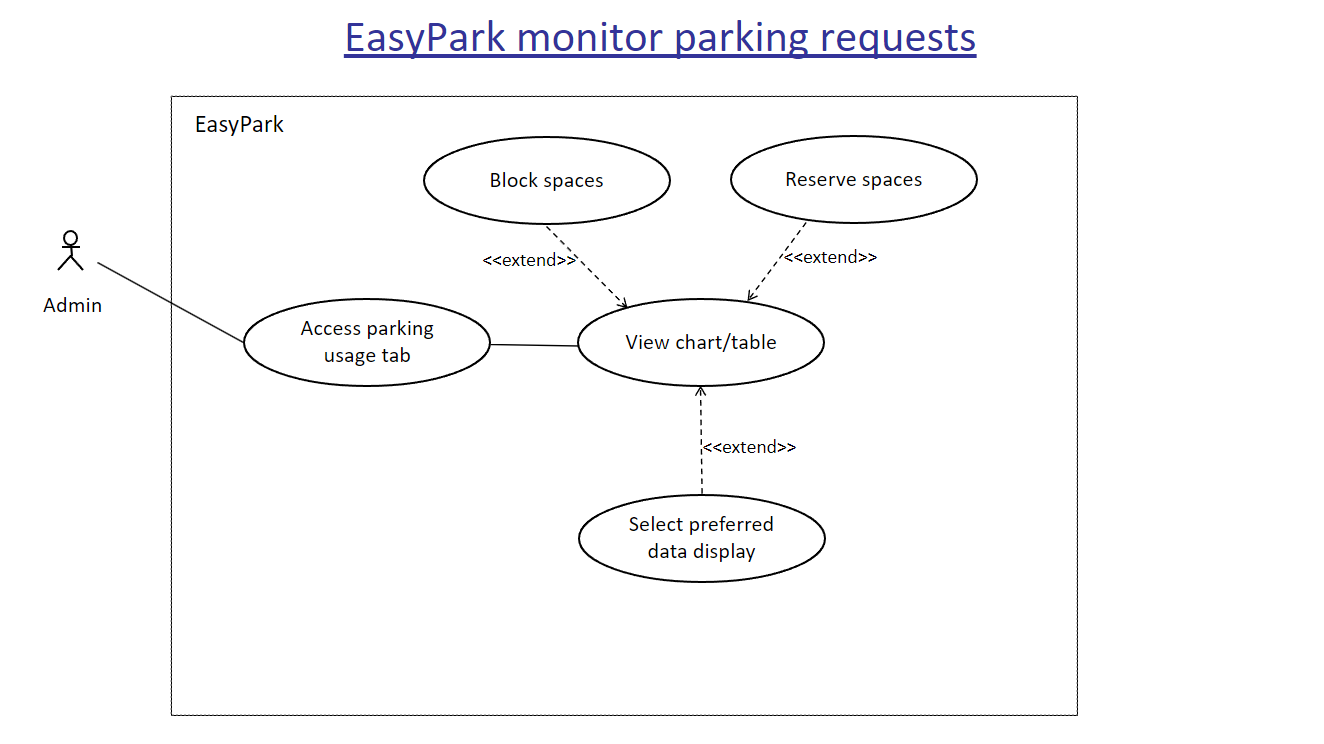 EasyPark monitor parking requests
EasyPark
Block spaces
Reserve spaces
<<extend>>
<<extend>>
Admin
Access parking
usage tab
View chart/table
<<extend>>
Select preferred
data display